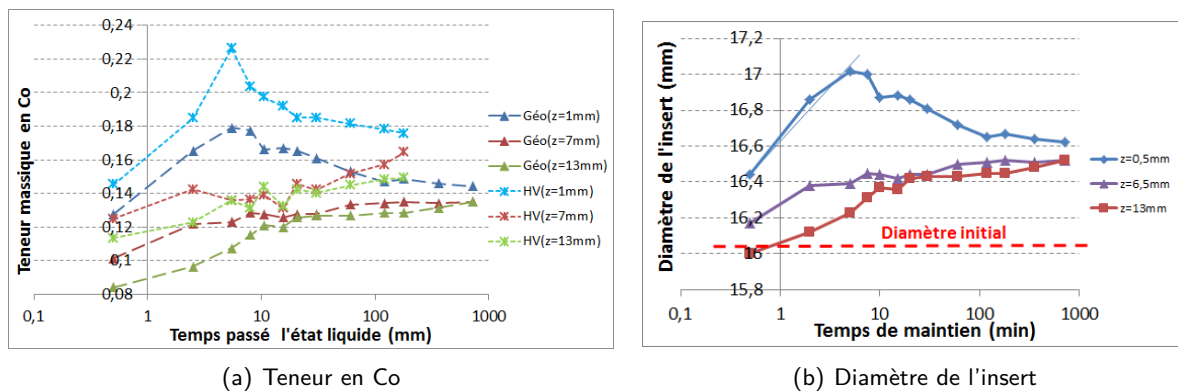 0,24
0,22
0,2
0,18
0,16
0,14
0,12
0,1
0,08
Teneur massique en Co
0,1
1
10
100
1000
Temps passé l'état liquide (mm)
Géo(z=1mm)
Géo(z=7mm)
Géo(z=13mm)
HV(z=1mm)
HV(z=7mm)
HV(z=13mm)
(a) Teneur en Co
17,2
17
16,8
16,6
16,4
16,2
16
15,8
Diamétre de l'insert (mm)
Diamètre initial
0,1
1
10
100
1000
Temps de maintien (min)
z=0,5mm
z=6,5mm
z=13mm
(b) Diamètre de l'insert